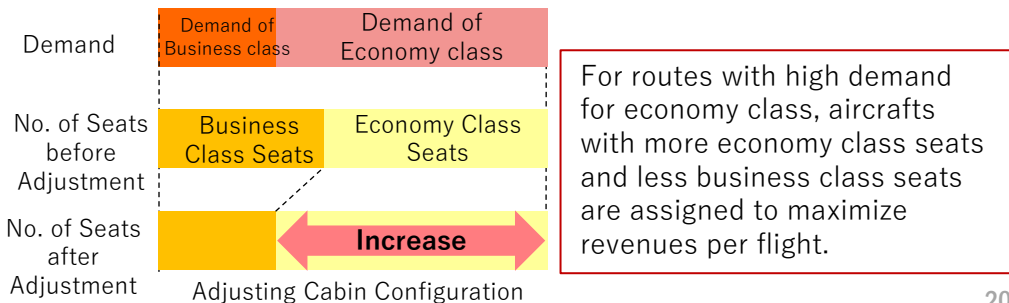 Demand
Demand of
Business class
Demand of
Economy class
No. of Seats
before
Adjustment
Business
Class Seats
Economy Class
Seats
No. of Seats
after
Adjustment
Increase
Adjusting Cabin Configuration
For routes with high demand
for economy class, aircrafts
with more economy class seats
and less business class seats
are assigned to maximize
revenues per flight.
20